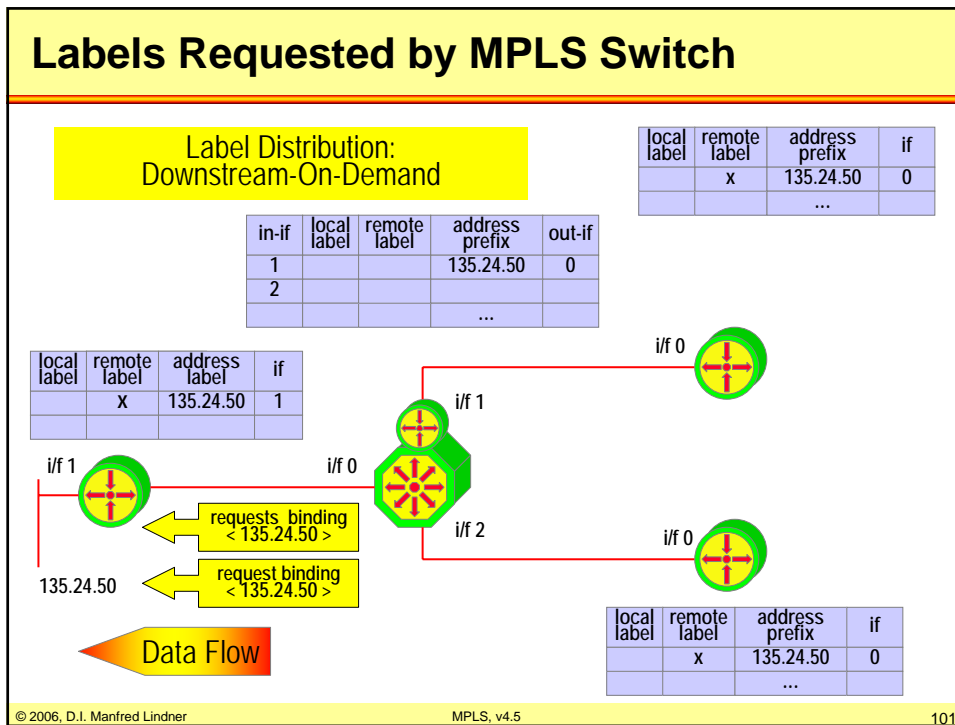 Labels Requested by MPLS Switch
Label Distribution:
Downstream-On-Demand
local label remote label address prefix if
x 135.24.50 0
...
in-if local label remote label address prefix out-if
1 135.24.50 0
2
...
local label remote label address label if
x 135.24.50 1
i/f 0
i/f 1
i/f 1
i/f 0
requests binding
< 135.24.50 >
i/f 2
i/f 0
135.24.50
request binding
< 135.24.50 >
Data Flow
local label remote label address prefix if
x 135.24.50 0
...
© 2006, D.I. Manfred Lindner MPLS, v4.5 101